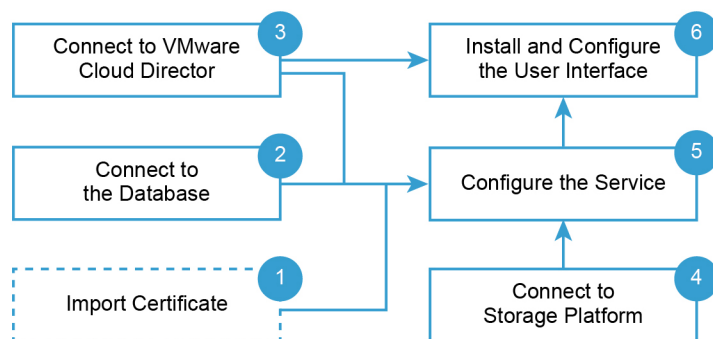 3
Connect to VMware
Cloud Director
6
Install and Configure
the User Interface
2
Connect to
the Database
5
Configure the Service
1
Import Certificate
4
Connect to
Storage Platform